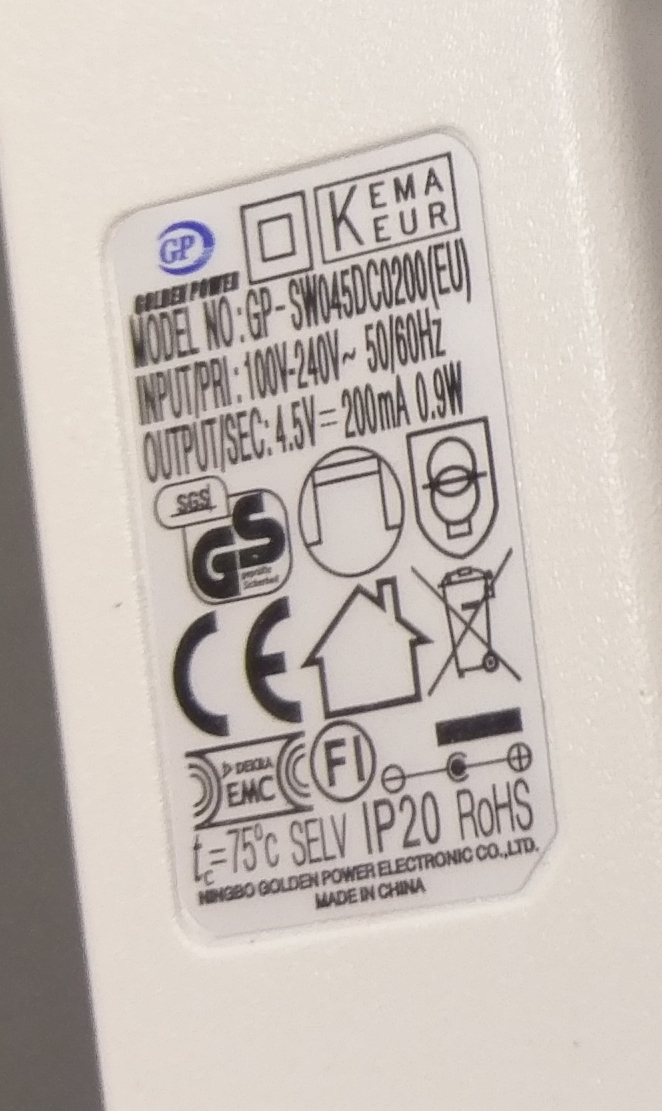 GP
GOLDEN POWER
KEMA
EUR
MODEL NO:GP-SW045DC0200(EU)
INPUT/PRI:100V-240V~ 50/60Hz
OUTPUT/SEC:4.5V⎓200mA 0.9W
SGS
GS
geprüfte
Sicherheit
CE
DEKRA
EMC
FI
tc=75°c SELV IP20 RoHS
NINGBO GOLDEN POWER ELECTRONIC CO.,LTD.
MADE IN CHINA